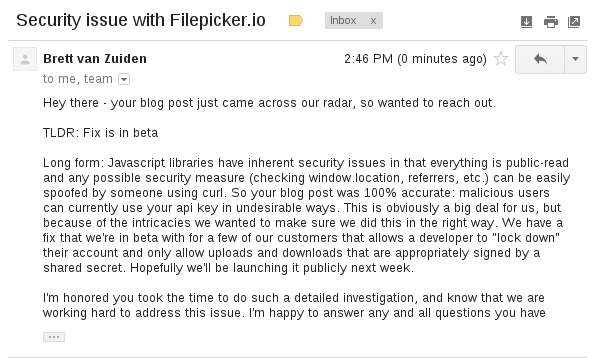 Security issue with Filepicker.io
Inbox x
Brett van Zuiden
2:46 PM (0 minutes ago)
to me, team
Hey there - your blog post just came across our radar, so wanted to reach out.
TLDR: Fix is in beta
Long form: Javascript libraries have inherent security issues in that everything is public-read
and any possible security measure (checking window.location, referrers, etc.) can be easily
spoofed by someone using curl. So your blog post was 100% accurate: malicious users
can currently use your api key in undesirable ways. This is obviously a big deal for us, but
because of the intricacies we wanted to make sure we did this in the right way. We have a
fix that we're in beta with for a few of our customers that allows a developer to "lock down"
their account and only allow uploads and downloads that are appropriately signed by a
shared secret. Hopefully we'll be launching it publicly next week.
I'm honored you took the time to do such a detailed investigation, and know that we are
working hard to address this issue. I'm happy to answer any and all questions you have